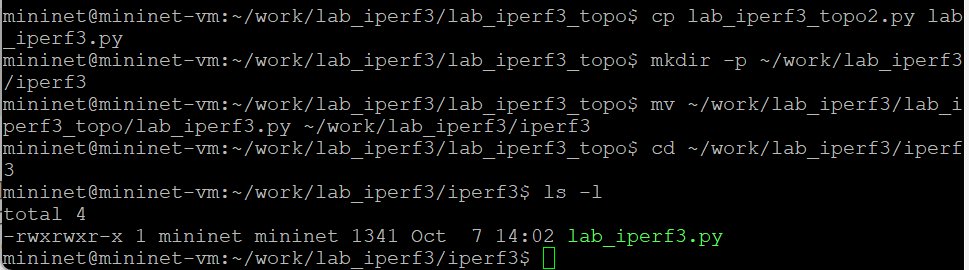 mininet@mininet-vm:~/work/lab_iperf3/lab_iperf3_topo$ cp lab_iperf3_topo2.py lab
_iperf3.py
mininet@mininet-vm:~/work/lab_iperf3/lab_iperf3_topo$ mkdir -p ~/work/lab_iperf3
/iperf3
mininet@mininet-vm:~/work/lab_iperf3/lab_iperf3_topo$ mv ~/work/lab_iperf3/lab_i
perf3_topo/lab_iperf3.py ~/work/lab_iperf3/iperf3
mininet@mininet-vm:~/work/lab_iperf3/lab_iperf3_topo$ cd ~/work/lab_iperf3/iperf
3
mininet@mininet-vm:~/work/lab_iperf3/iperf3$ ls -l
total 4
-rwxrwxr-x 1 mininet mininet 1341 Oct  7 14:02 lab_iperf3.py
mininet@mininet-vm:~/work/lab_iperf3/iperf3$